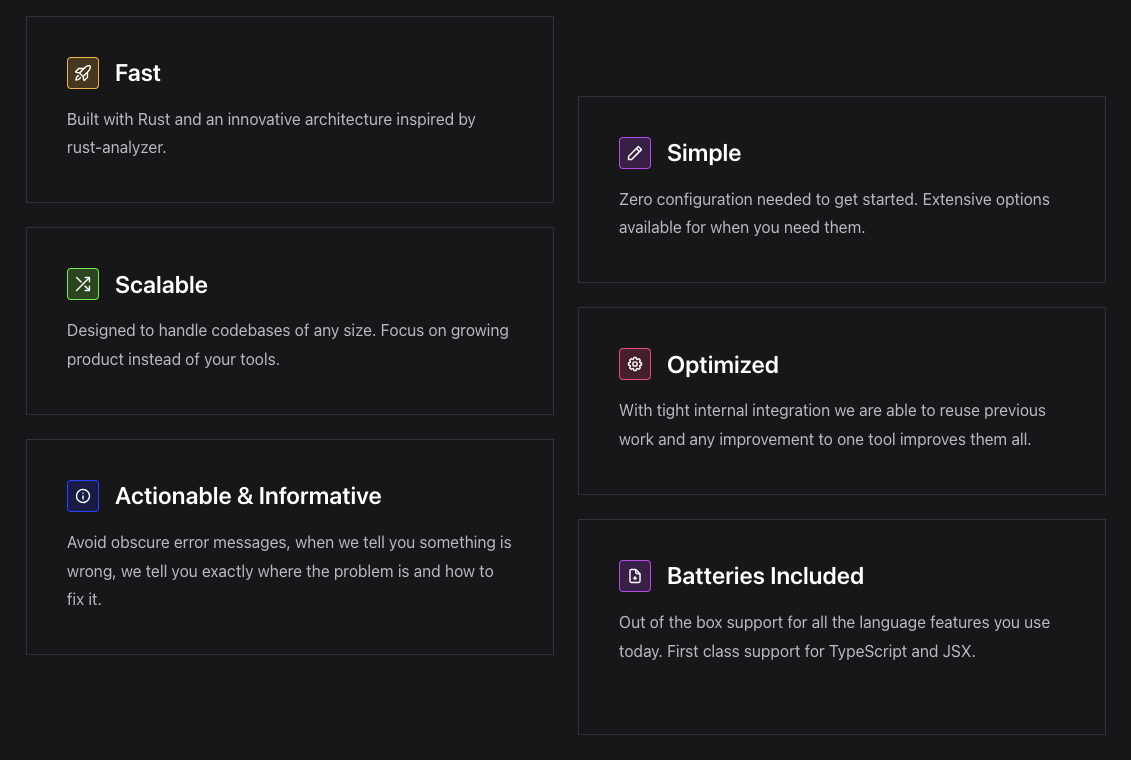 Fast
Built with Rust and an innovative architecture inspired by
rust-analyzer.
Simple
Zero configuration needed to get started. Extensive options
available for when you need them.
Scalable
Designed to handle codebases of any size. Focus on growing
product instead of your tools.
Optimized
With tight internal integration we are able to reuse previous
work and any improvement to one tool improves them all.
Actionable & Informative
Avoid obscure error messages, when we tell you something is
wrong, we tell you exactly where the problem is and how to
fix it.
Batteries Included
Out of the box support for all the language features you use
today. First class support for TypeScript and JSX.